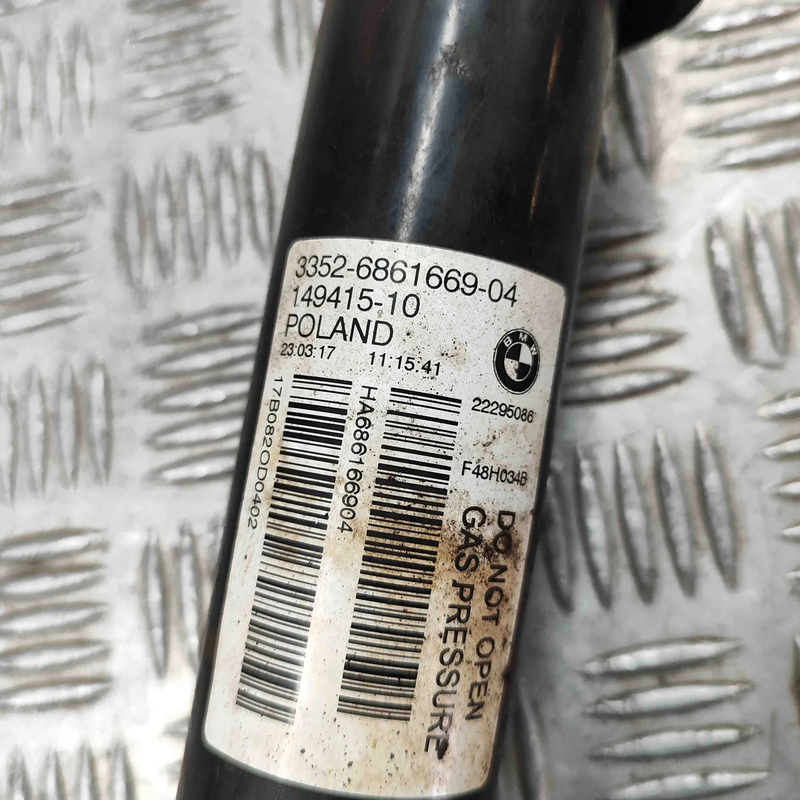 3352-6861669-04
149415-10
POLAND
23:03:17 11:15:41
BMW
22295086
F48H034B
17B082OD0402
HA686166904
DO NOT OPEN
GAS PRESSURE